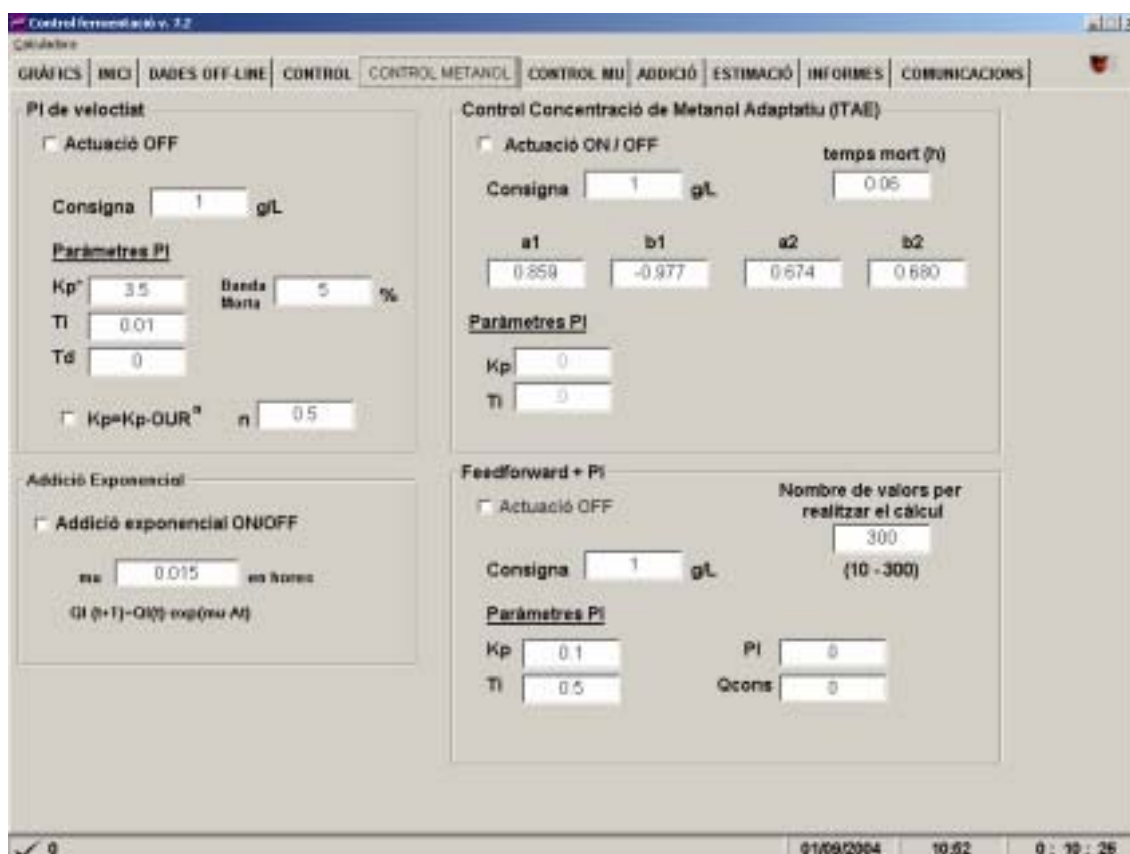 Control fermentació v. 7.2
Calculadora
GRÀFICS INICI DADES OFF-LINE CONTROL CONTROL METANOL CONTROL MU ADDICIÓ ESTIMACIÓ INFORMES COMUNICACIONS
PI de veloctiat
Actuació OFF
Consigna 1 g/L
Paràmetres PI
Kp* 3.5 Banda Morta 5 %
Ti 0.01
Td 0
Kp=Kp-OUR^n n 0.5
Control Concentració de Metanol Adaptatiu (ITAE)
Actuació ON / OFF
temps mort (h)
Consigna 1 g/L 0.06
a1 b1 a2 b2
0.859 -0.977 0.674 0.680
Paràmetres PI
Kp 0
Ti 0
Addició Exponencial
Addició exponencial ON/OFF
mu 0.015 en hores
QI (t+1)=QI(t)·exp(mu·Δt)
Feedforward + PI
Actuació OFF
Nombre de valors per
realitzar el càlcul
300
Consigna 1 g/L (10 - 300)
Paràmetres PI
Kp 0.1 PI 0
Ti 0.5 Qcons 0
0 01/09/2004 10:52 0 : 10 : 26